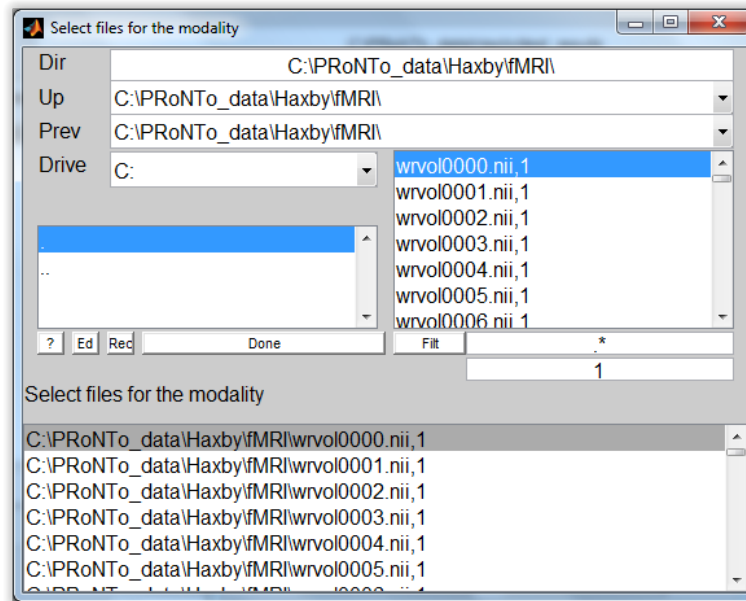 Select files for the modality
Dir C:\PRoNTo_data\Haxby\fMRI\
Up C:\PRoNTo_data\Haxby\fMRI\
Prev C:\PRoNTo_data\Haxby\fMRI\
Drive C:
wrvol0000.nii,1
wrvol0001.nii,1
wrvol0002.nii,1
wrvol0003.nii,1
wrvol0004.nii,1
wrvol0005.nii,1
wrvol0006.nii,1
.
..
? Ed Rec Done Filt .*
1
Select files for the modality
C:\PRoNTo_data\Haxby\fMRI\wrvol0000.nii,1
C:\PRoNTo_data\Haxby\fMRI\wrvol0001.nii,1
C:\PRoNTo_data\Haxby\fMRI\wrvol0002.nii,1
C:\PRoNTo_data\Haxby\fMRI\wrvol0003.nii,1
C:\PRoNTo_data\Haxby\fMRI\wrvol0004.nii,1
C:\PRoNTo_data\Haxby\fMRI\wrvol0005.nii,1